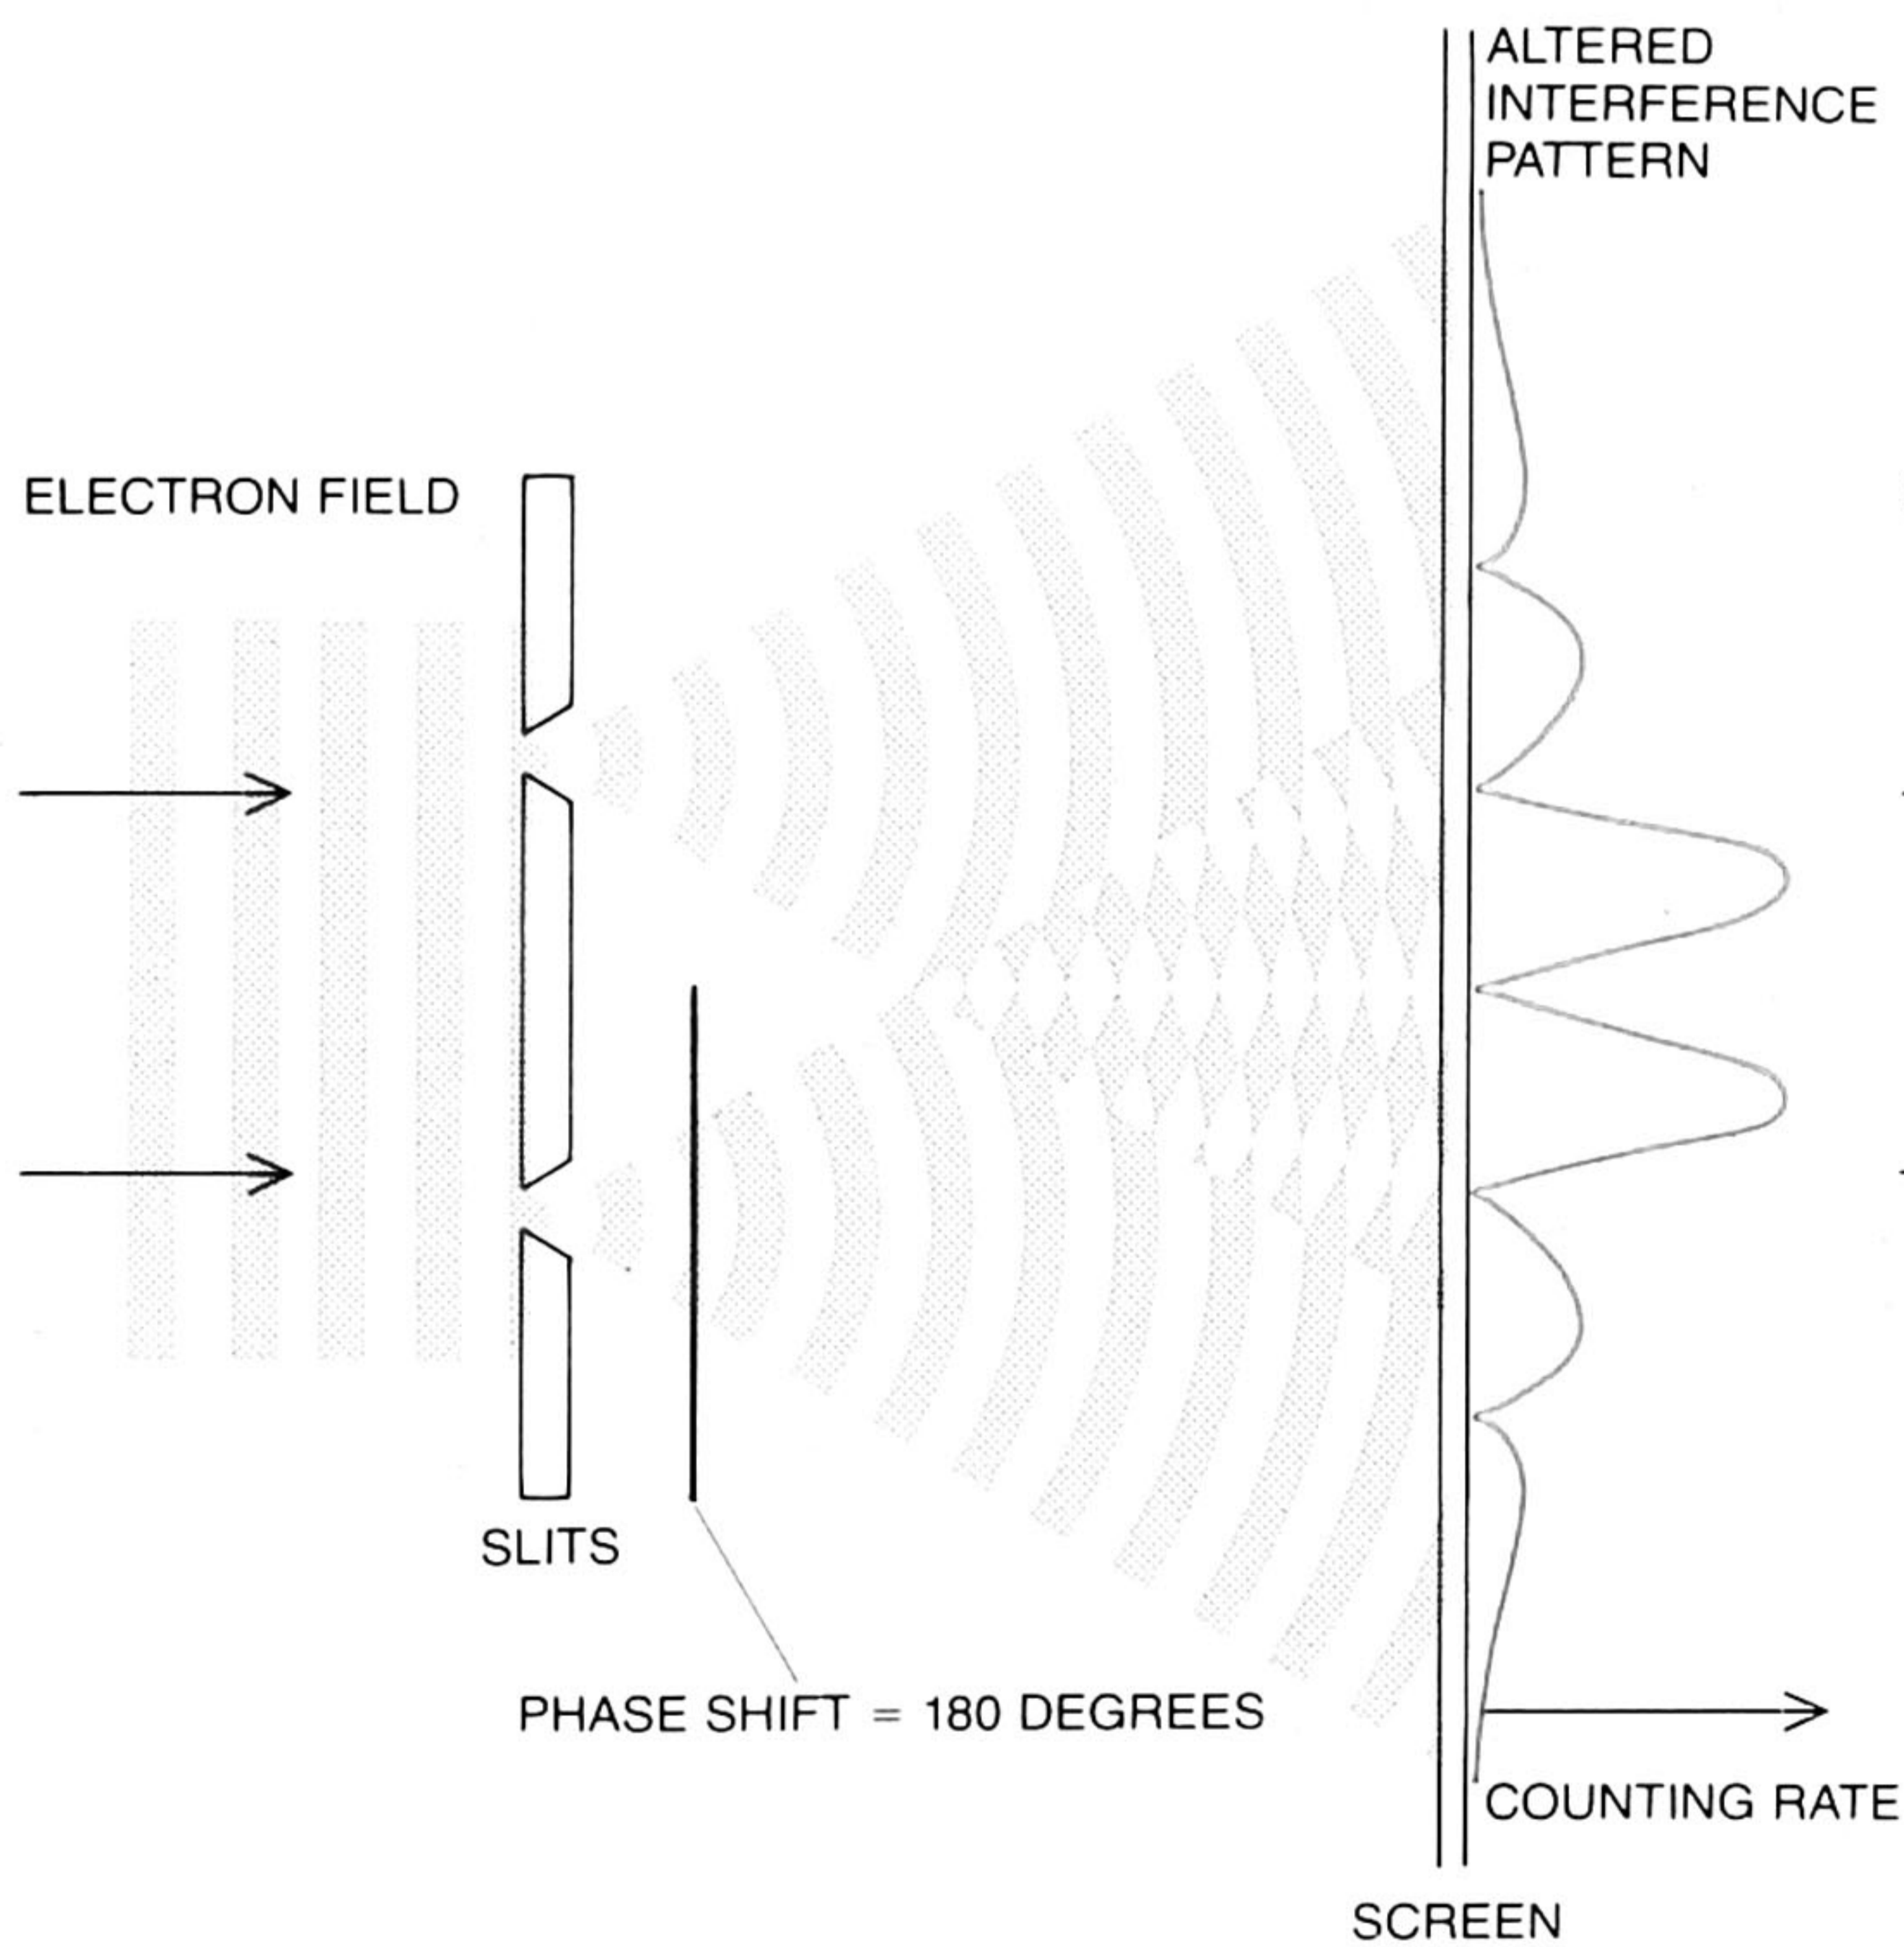 ALTERED
INTERFERENCE
PATTERN
ELECTRON FIELD
SLITS
PHASE SHIFT = 180 DEGREES
COUNTING RATE
SCREEN